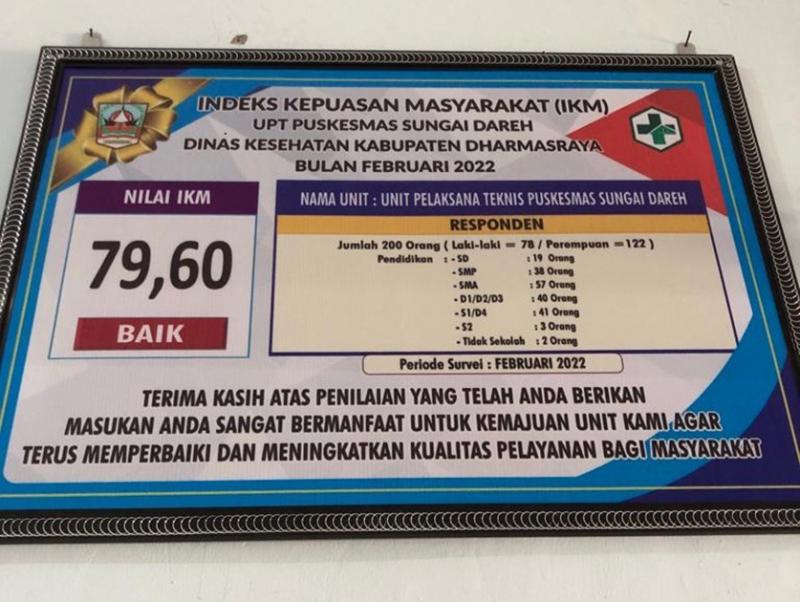 INDEKS KEPUASAN MASYARAKAT (IKM)
UPT PUSKESMAS SUNGAI DAREH
DINAS KESEHATAN KABUPATEN DHARMASRAYA
BULAN FEBRUARI 2022
NILAI IKM
79,60
BAIK
NAMA UNIT : UNIT PELAKSANA TEKNIS PUSKESMAS SUNGAI DAREH
RESPONDEN
Jumlah 200 Orang ( Laki-laki = 78 / Perempuan =122 )
Pendidikan : - SD : 19 Orang
- SMP : 38 Orang
- SMA : 57 Orang
- D1/D2/D3 : 40 Orang
- S1/D4 : 41 Orang
- S2 : 3 Orang
- Tidak Sekolah : 2 Orang
Periode Survei : FEBRUARI 2022
TERIMA KASIH ATAS PENILAIAN YANG TELAH ANDA BERIKAN
MASUKAN ANDA SANGAT BERMANFAAT UNTUK KEMAJUAN UNIT KAMI AGAR
TERUS MEMPERBAIKI DAN MENINGKATKAN KUALITAS PELAYANAN BAGI MASYARAKAT